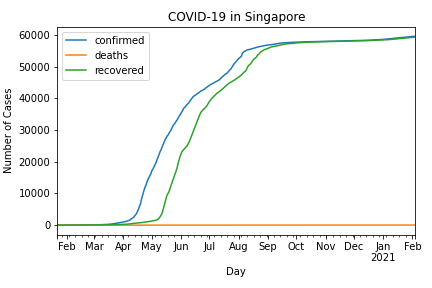 COVID-19 in Singapore
confirmed
deaths
recovered
Number of Cases
60000
50000
40000
30000
20000
10000
0
Feb Mar Apr May Jun Jul Aug Sep Oct Nov Dec Jan Feb
2021
Day